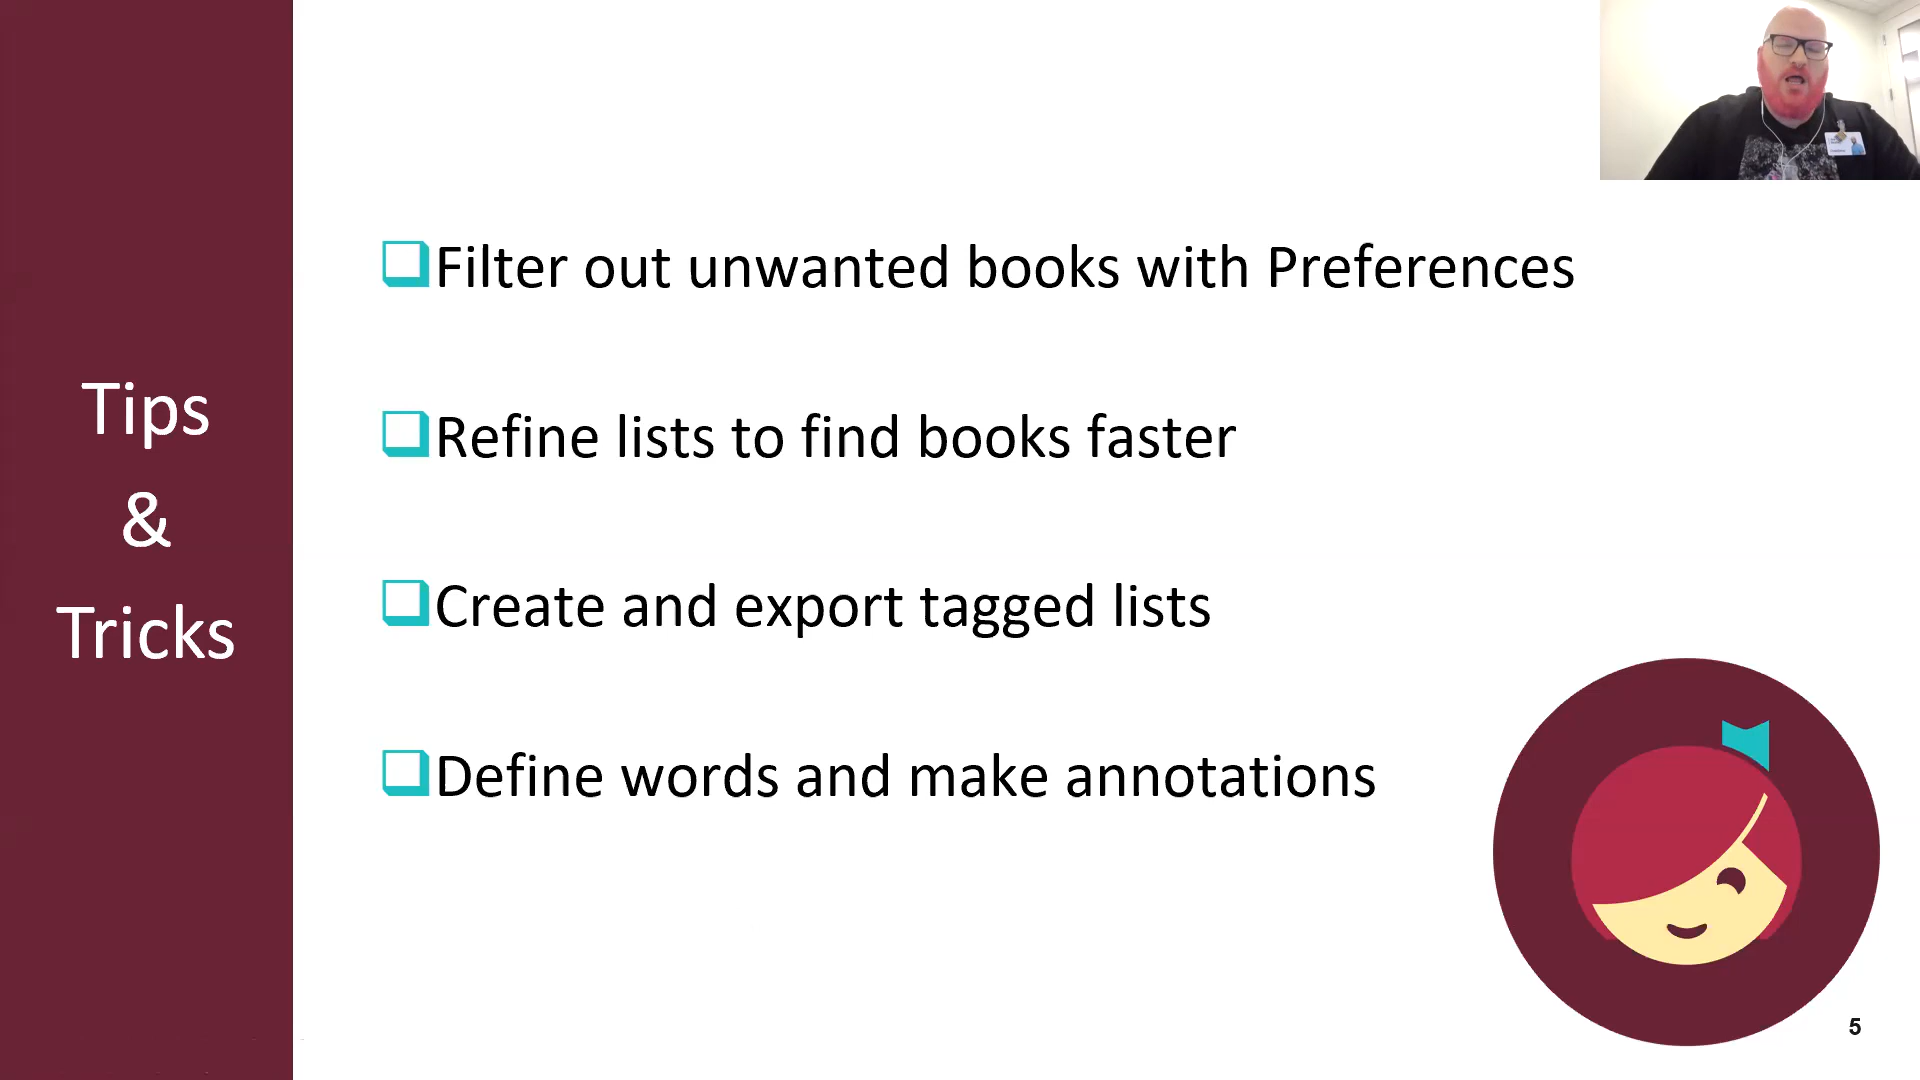 Tips
&
Tricks
Filter out unwanted books with Preferences
Refine lists to find books faster
Create and export tagged lists
Define words and make annotations
5